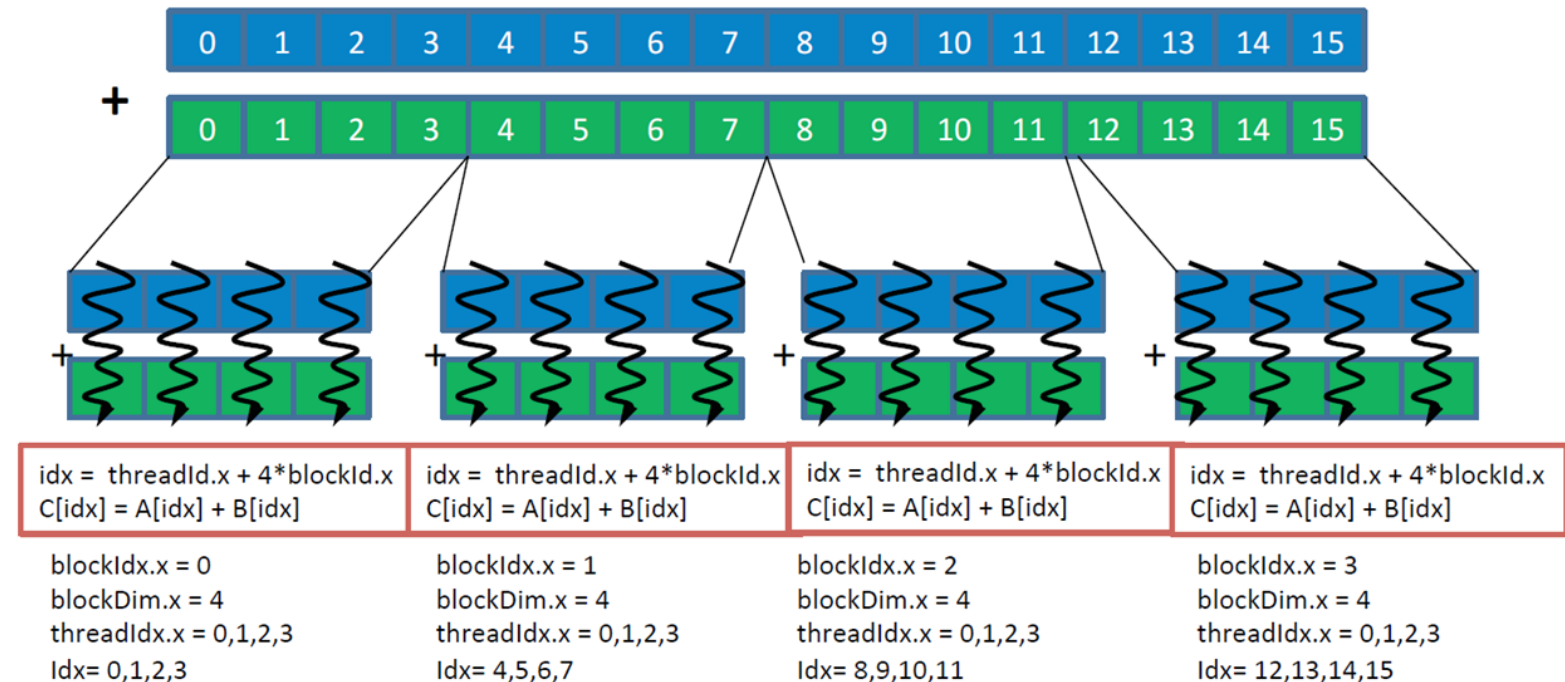 0 1 2 3 4 5 6 7 8 9 10 11 12 13 14 15
+
0 1 2 3 4 5 6 7 8 9 10 11 12 13 14 15
+ + + +
idx = threadId.x + 4*blockId.x
C[idx] = A[idx] + B[idx]
blockIdx.x = 0
blockDim.x = 4
threadIdx.x = 0,1,2,3
Idx= 0,1,2,3
idx = threadId.x + 4*blockId.x
C[idx] = A[idx] + B[idx]
blockIdx.x = 1
blockDim.x = 4
threadIdx.x = 0,1,2,3
Idx= 4,5,6,7
idx = threadId.x + 4*blockId.x
C[idx] = A[idx] + B[idx]
blockIdx.x = 2
blockDim.x = 4
threadIdx.x = 0,1,2,3
Idx= 8,9,10,11
idx = threadId.x + 4*blockId.x
C[idx] = A[idx] + B[idx]
blockIdx.x = 3
blockDim.x = 4
threadIdx.x = 0,1,2,3
Idx= 12,13,14,15